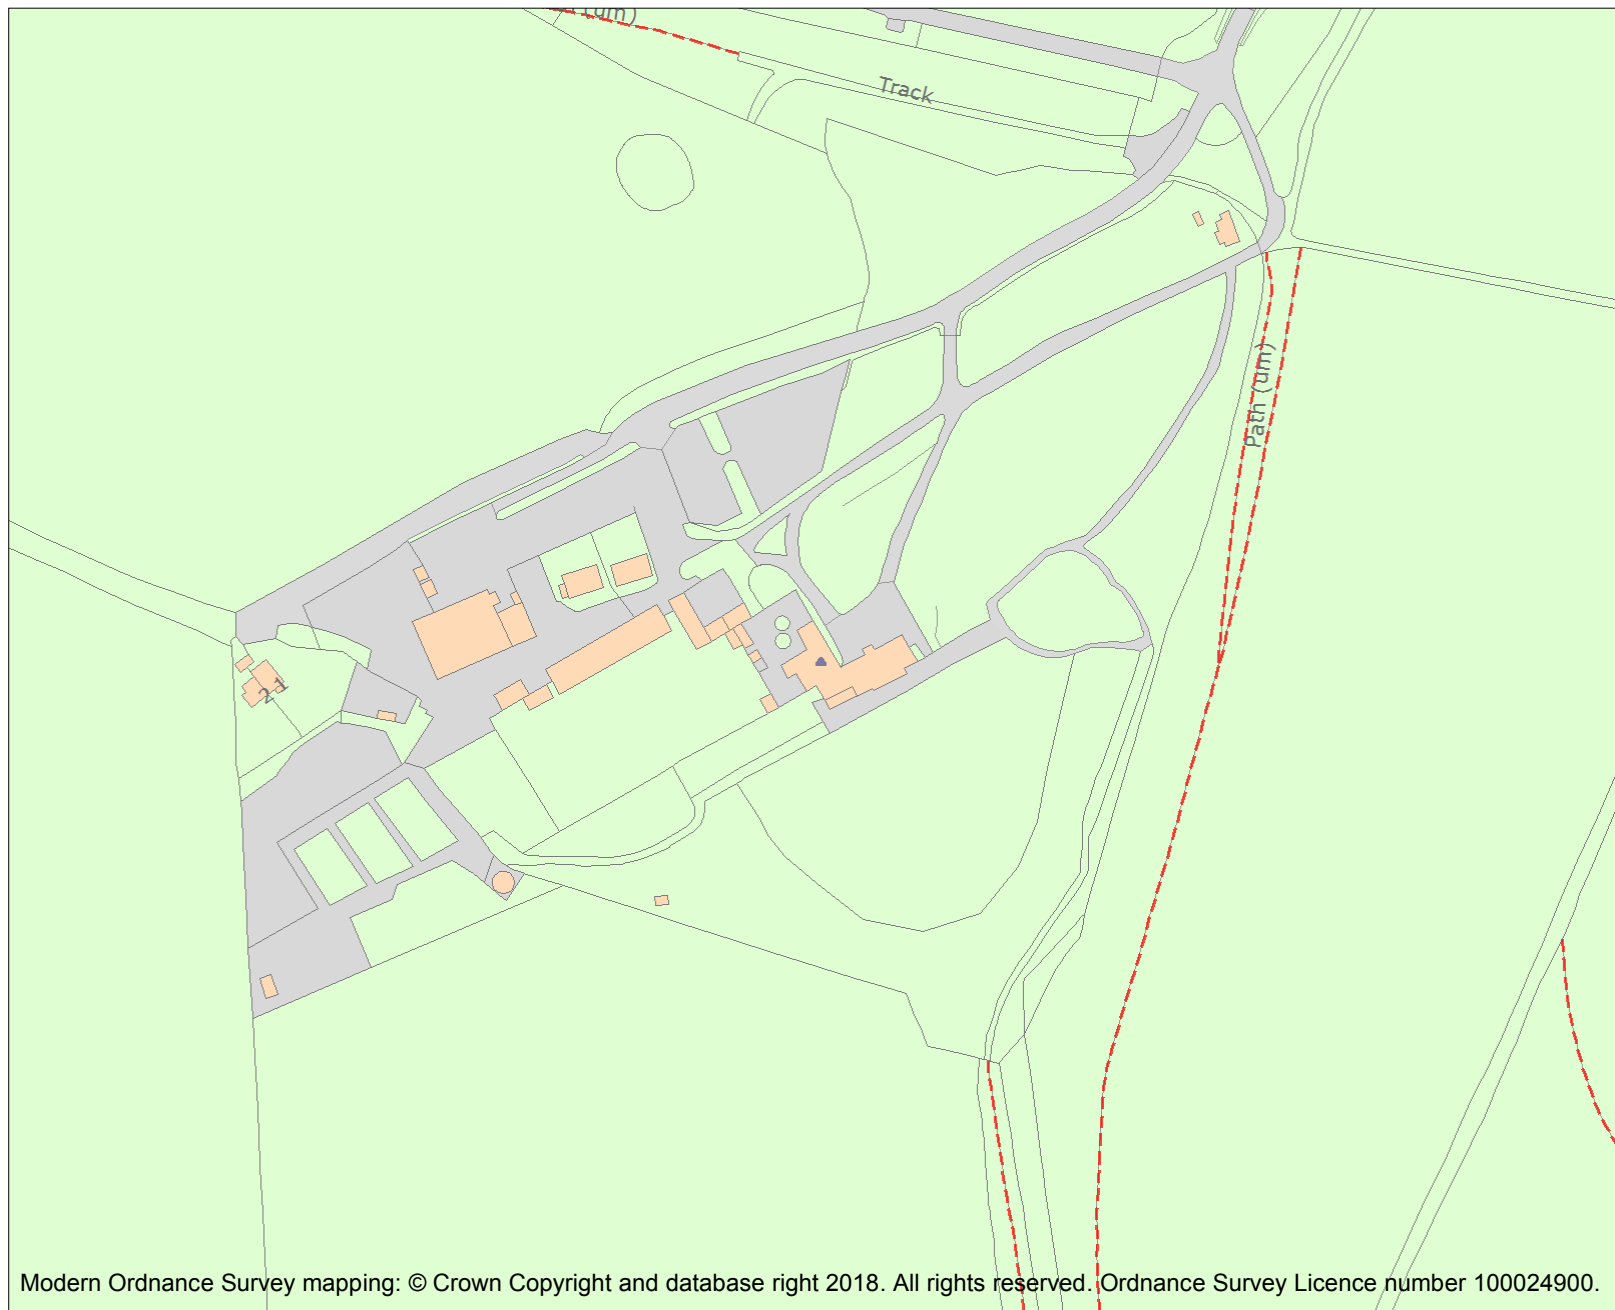 (um)
Track
Path (um)
2 1
Modern Ordnance Survey mapping: © Crown Copyright and database right 2018. All rights reserved. Ordnance Survey Licence number 100024900.